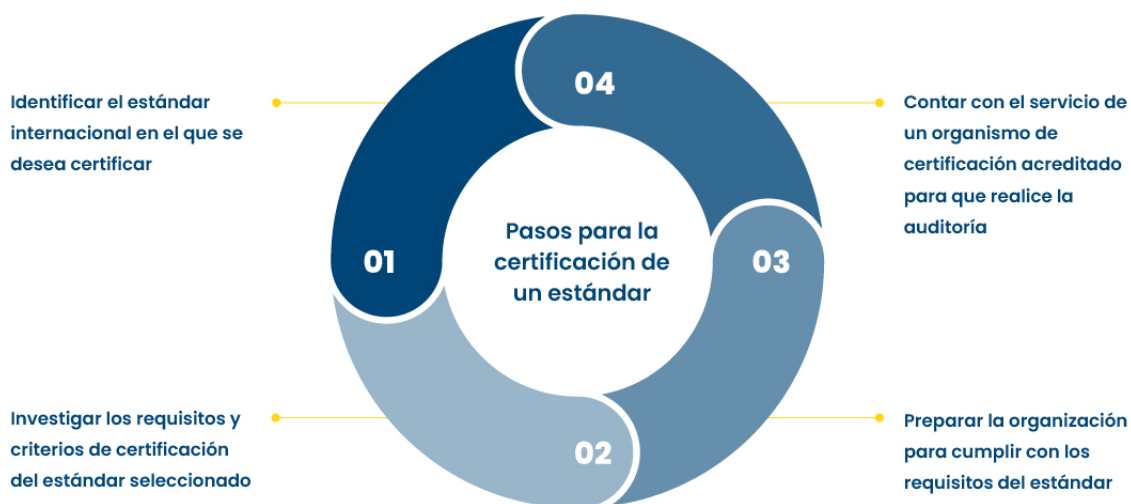 Pasos para la
certificación de
un estándar
01
Identificar el estándar
internacional en el que se
desea certificar
02
Investigar los requisitos y
criterios de certificación
del estándar seleccionado
03
Preparar la organización
para cumplir con los
requisitos del estándar
04
Contar con el servicio de
un organismo de
certificación acreditado
para que realice la
auditoría